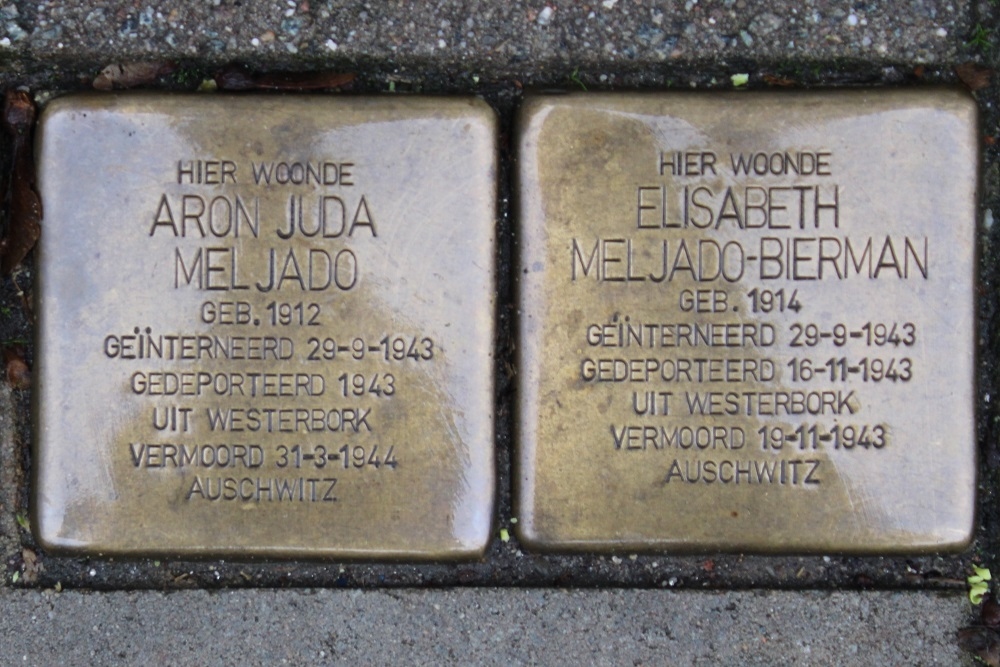 HIER WOONDE
ARON JUDA
MELJADO
GEB. 1912
GEÏNTERNEERD 29-9-1943
GEDEPORTEERD 1943
UIT WESTERBORK
VERMOORD 31-3-1944
AUSCHWITZ
HIER WOONDE
ELISABETH
MELJADO-BIERMAN
GEB. 1914
GEÏNTERNEERD 29-9-1943
GEDEPORTEERD 16-11-1943
UIT WESTERBORK
VERMOORD 19-11-1943
AUSCHWITZ